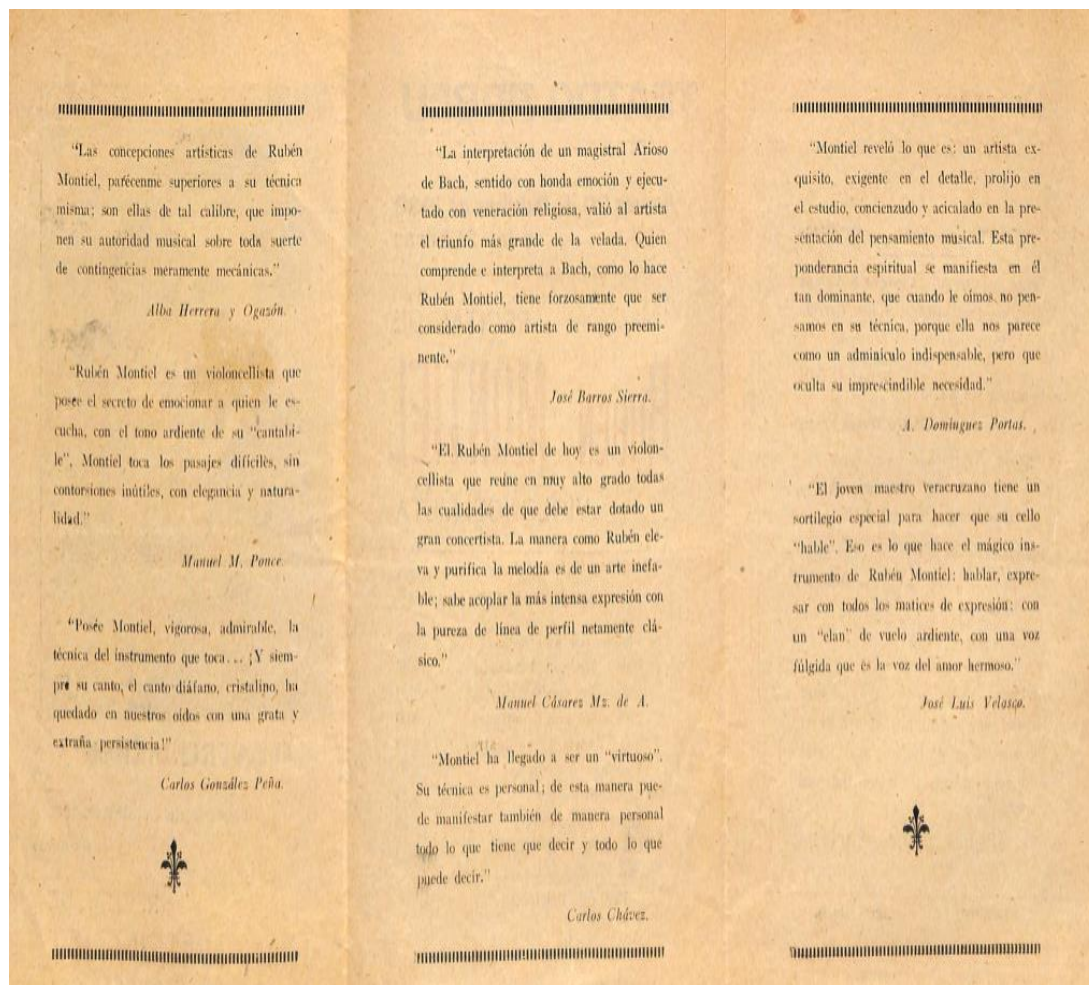 “Las concepciones artísticas de Rubén
Montiel, parécenme superiores a su técnica
misma; son ellas de tal calibre, que impo-
nen su autoridad musical sobre toda suerte
de contingencias meramente mecánicas.”
Alba Herrera y Ogazón.
“Rubén Montiel es un violoncellista que
posee el secreto de emocionar a quien le es-
cucha, con el tono ardiente de su “cantabi-
le”. Montiel toca los pasajes difíciles, sin
contorsiones inútiles, con elegancia y natura-
lidad.”
Manuel M. Ponce.
“Posée Montiel, vigorosa, admirable, la
técnica del instrumento que toca... ¡Y siem-
pre su canto, el canto diáfano, cristalino, ha
quedado en nuestros oídos con una grata y
extraña persistencia!”
Carlos González Peña.
“La interpretación de un magistral Arioso
de Bach, sentido con honda emoción y ejecu-
tado con veneración religiosa, valió al artista
el triunfo más grande de la velada. Quien
comprende e interpreta a Bach, como lo hace
Rubén Montiel, tiene forzosamente que ser
considerado como artista de rango preemi-
nente.”
José Barros Sierra.
“El Rubén Montiel de hoy es un violon-
cellista que reúne en muy alto grado todas
las cualidades de que debe estar dotado un
gran concertista. La manera como Rubén ele-
va y purifica la melodía es de un arte inefa-
ble; sabe acoplar la más intensa expresión con
la pureza de línea de perfil netamente clá-
sico.”
Manuel Cásarez Mz. de A.
“Montiel ha llegado a ser un “virtuoso”.
Su técnica es personal; de esta manera pue-
de manifestar también de manera personal
todo lo que tiene que decir y todo lo que
puede decir.”
Carlos Chávez.
“Montiel reveló lo que es: un artista ex-
quisito, exigente en el detalle, prolijo en
el estudio, concienzudo y acicalado en la pre-
sentación del pensamiento musical. Esta pre-
ponderancia espiritual se manifiesta en él
tan dominante, que cuando le oímos no pen-
samos en su técnica, porque ella nos parece
como un adminículo indispensable, pero que
oculta su imprescindible necesidad.”
A. Domínguez Portas.
“El joven maestro veracruzano tiene un
sortilegio especial para hacer que su cello
“hable”. Eso es lo que hace el mágico ins-
trumento de Rubén Montiel: hablar, expre-
sar con todos los matices de expresión: con
un “elan” de vuelo ardiente, con una voz
fúlgida que es la voz del amor hermoso.”
José Luis Velasco.